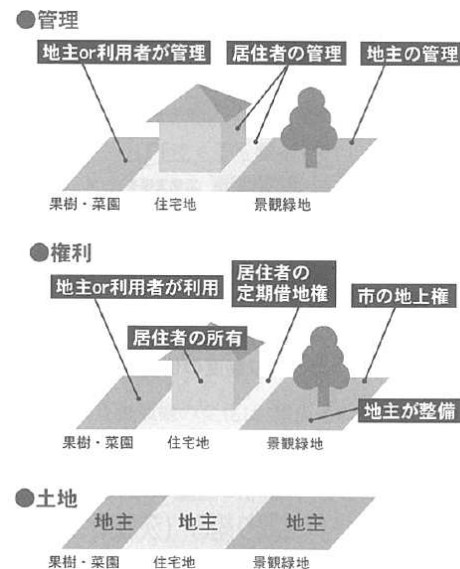 ●管理
地主or利用者が管理
居住者の管理
地主の管理
果樹・菜園
住宅地
景観緑地
●権利
地主or利用者が利用
居住者の
定期借地権
市の地上権
居住者の所有
地主が整備
果樹・菜園
住宅地
景観緑地
●土地
地主
地主
地主
果樹・菜園
住宅地
景観緑地